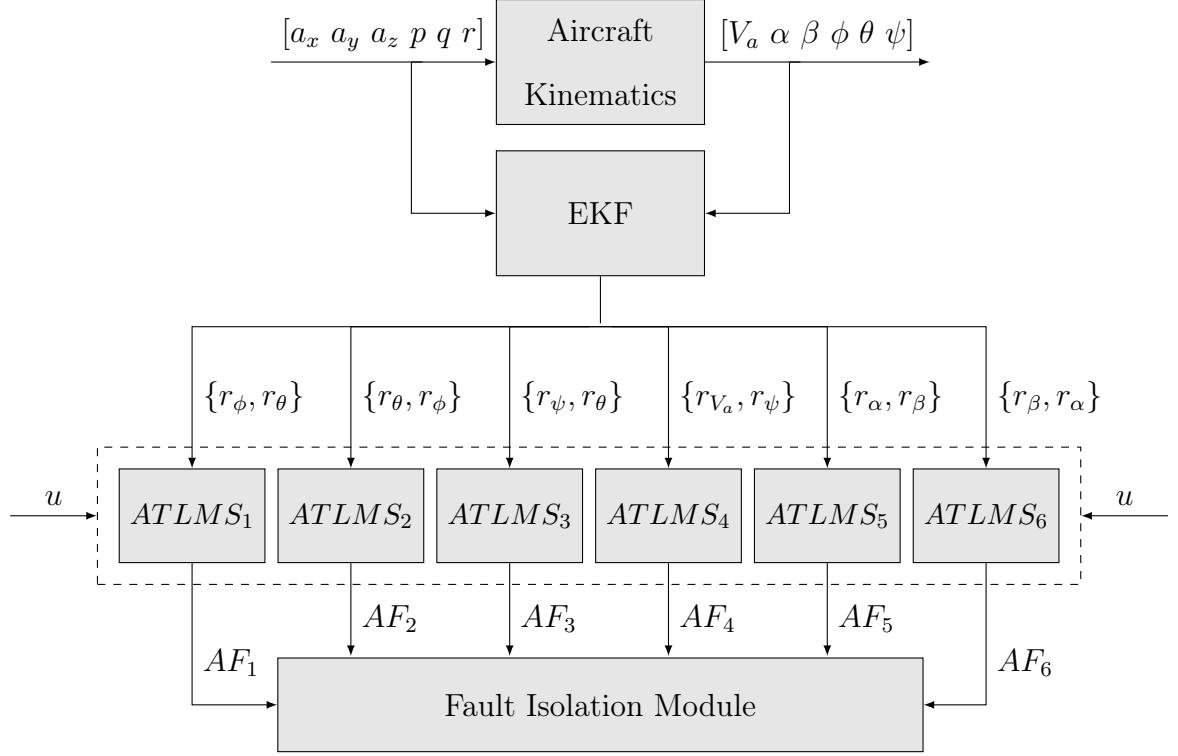 [a_x a_y a_z p q r]
Aircraft
Kinematics
[V_a α β ϕ θ ψ]
EKF
{r_ϕ, r_θ}
{r_θ, r_ϕ}
{r_ψ, r_θ}
{r_{V_a}, r_ψ}
{r_α, r_β}
{r_β, r_α}
u
ATLMS_1
ATLMS_2
ATLMS_3
ATLMS_4
ATLMS_5
ATLMS_6
u
AF_1
AF_2
AF_3
AF_4
AF_5
AF_6
Fault Isolation Module